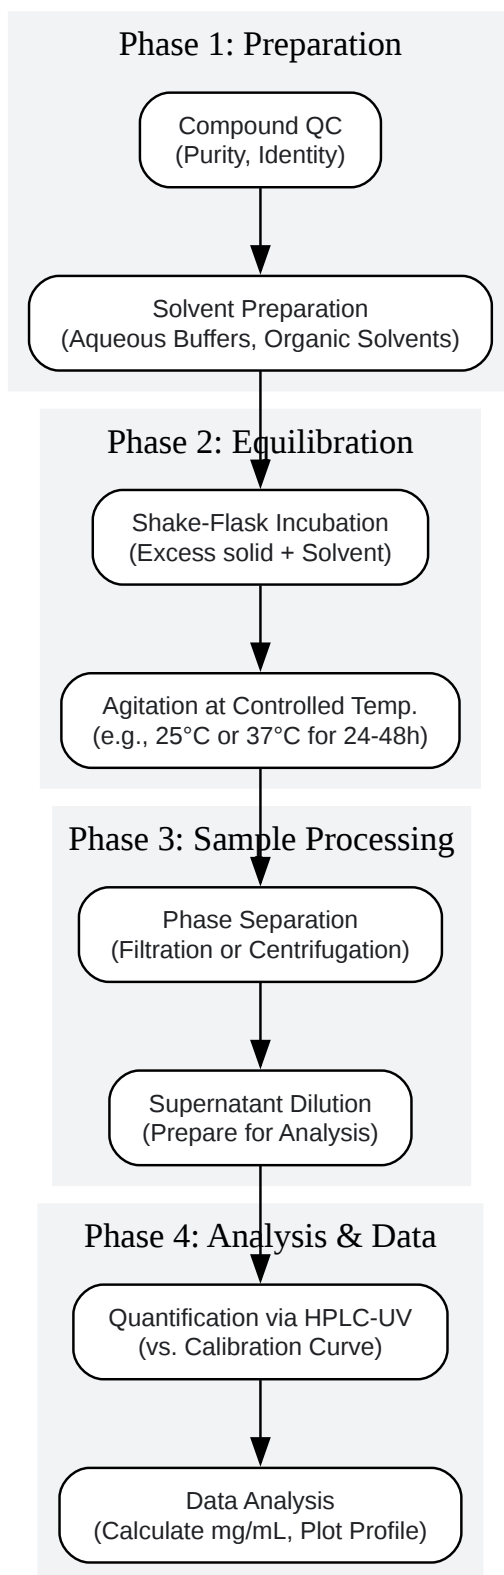 Phase 1: Preparation
Compound QC
(Purity, Identity)
Solvent Preparation
(Aqueous Buffers, Organic Solvents)
Phase 2: Equilibration
Shake-Flask Incubation
(Excess solid + Solvent)
Agitation at Controlled Temp.
(e.g., 25°C or 37°C for 24-48h)
Phase 3: Sample Processing
Phase Separation
(Filtration or Centrifugation)
Supernatant Dilution
(Prepare for Analysis)
Phase 4: Analysis & Data
Quantification via HPLC-UV
(vs. Calibration Curve)
Data Analysis
(Calculate mg/mL, Plot Profile)